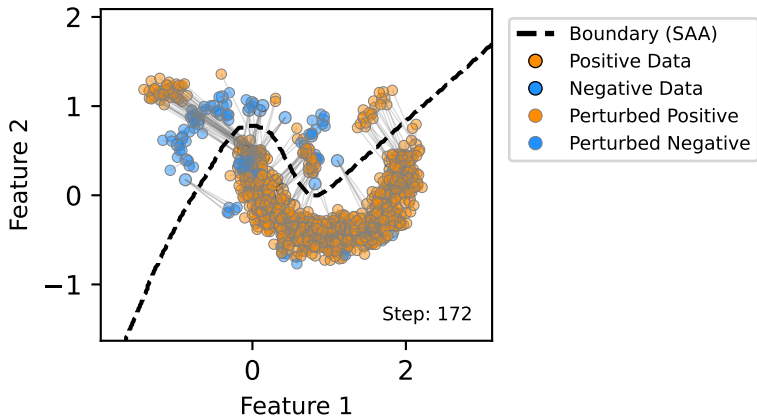 2
1
0
−1
Feature 2
0
2
Feature 1
Step: 172
Boundary (SAA)
Positive Data
Negative Data
Perturbed Positive
Perturbed Negative